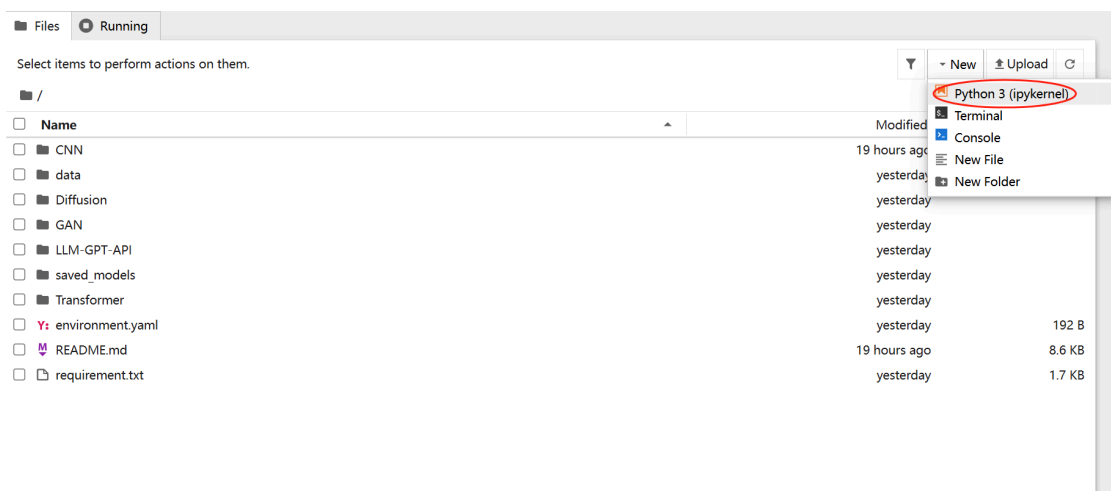 Files Running
Select items to perform actions on them.
New Upload
/
Python 3 (ipykernel)
Name Modified
Terminal
Console
CNN 19 hours ago
New File
data yesterday
New Folder
Diffusion yesterday
GAN yesterday
LLM-GPT-API yesterday
saved_models yesterday
Transformer yesterday
Y: environment.yaml yesterday 192 B
M README.md 19 hours ago 8.6 KB
requirement.txt yesterday 1.7 KB